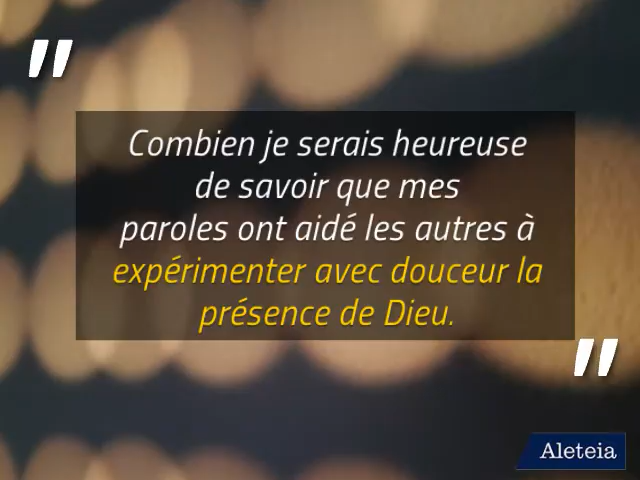 "
Combien je serais heureuse
de savoir que mes
paroles ont aidé les autres à
expérimenter avec douceur la
présence de Dieu.
"
Aleteia